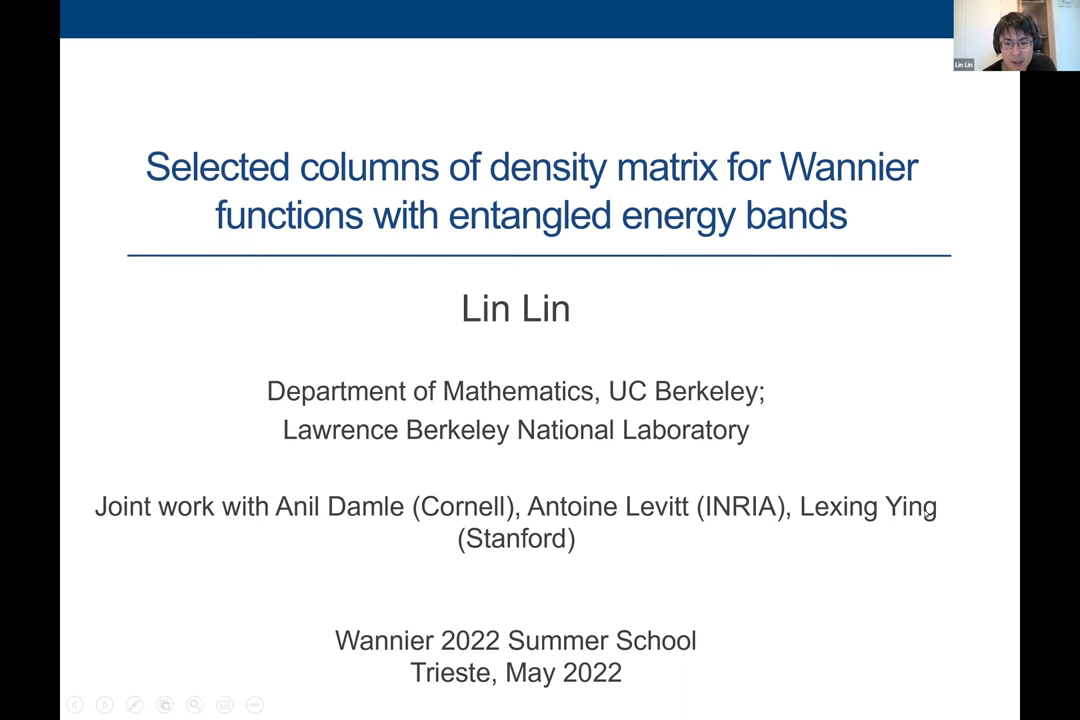 Lin Lin
Selected columns of density matrix for Wannier
functions with entangled energy bands
Lin Lin
Department of Mathematics, UC Berkeley;
Lawrence Berkeley National Laboratory
Joint work with Anil Damle (Cornell), Antoine Levitt (INRIA), Lexing Ying
(Stanford)
Wannier 2022 Summer School
Trieste, May 2022